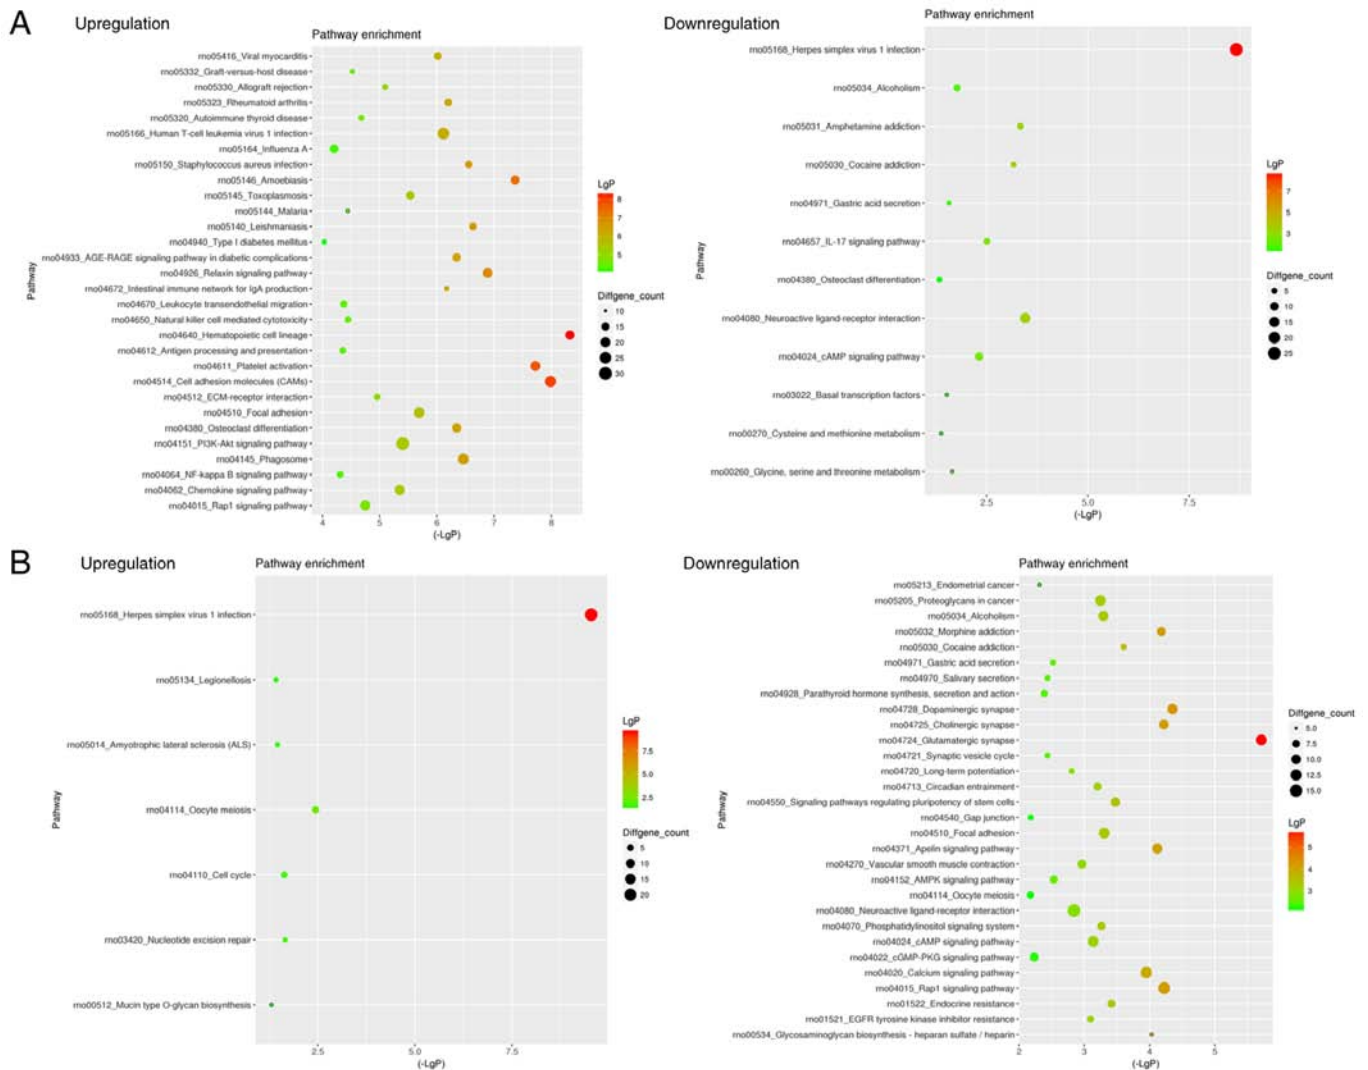 A
Upregulation
Pathway enrichment
rno05416_Viral myocarditis
rno05332_Graft-versus-host disease
rno05330_Allograft rejection
rno05323_Rheumatoid arthritis
rno05320_Autoimmune thyroid disease
rno05166_Human T-cell leukemia virus 1 infection
rno05164_Influenza A
rno05150_Staphylococcus aureus infection
rno05146_Amoebiasis
rno05145_Toxoplasmosis
rno05144_Malaria
rno05140_Leishmaniasis
rno04940_Type I diabetes mellitus
rno04933_AGE-RAGE signaling pathway in diabetic complications
rno04926_Relaxin signaling pathway
rno04672_Intestinal immune network for IgA production
rno04670_Leukocyte transendothelial migration
rno04650_Natural killer cell mediated cytotoxicity
rno04640_Hematopoietic cell lineage
rno04612_Antigen processing and presentation
rno04611_Platelet activation
rno04514_Cell adhesion molecules (CAMs)
rno04512_ECM-receptor interaction
rno04510_Focal adhesion
rno04380_Osteoclast differentiation
rno04151_PI3K-Akt signaling pathway
rno04145_Phagosome
rno04064_NF-kappa B signaling pathway
rno04062_Chemokine signaling pathway
rno04015_Rap1 signaling pathway
Pathway
4 5 6 7 8
(-LgP)
LgP
8
7
6
5
Diffgene_count
10
15
20
25
30
Downregulation
Pathway enrichment
rno05168_Herpes simplex virus 1 infection
rno05034_Alcoholism
rno05031_Amphetamine addiction
rno05030_Cocaine addiction
rno04971_Gastric acid secretion
rno04657_IL-17 signaling pathway
rno04380_Osteoclast differentiation
rno04080_Neuroactive ligand-receptor interaction
rno04024_cAMP signaling pathway
rno03022_Basal transcription factors
rno00270_Cysteine and methionine metabolism
rno00260_Glycine, serine and threonine metabolism
Pathway
2.5 5.0 7.5
(-LgP)
LgP
7
5
3
Diffgene_count
5
10
15
20
25
B
Upregulation
Pathway enrichment
rno05168_Herpes simplex virus 1 infection
rno05134_Legionellosis
rno05014_Amyotrophic lateral sclerosis (ALS)
rno04114_Oocyte meiosis
rno04110_Cell cycle
rno03420_Nucleotide excision repair
rno00512_Mucin type O-glycan biosynthesis
Pathway
2.5 5.0 7.5
(-LgP)
LgP
7.5
5.0
2.5
Diffgene_count
5
10
15
20
Downregulation
Pathway enrichment
rno05213_Endometrial cancer
rno05205_Proteoglycans in cancer
rno05034_Alcoholism
rno05032_Morphine addiction
rno05030_Cocaine addiction
rno04971_Gastric acid secretion
rno04970_Salivary secretion
rno04928_Parathyroid hormone synthesis, secretion and action
rno04728_Dopaminergic synapse
rno04725_Cholinergic synapse
rno04724_Glutamatergic synapse
rno04721_Synaptic vesicle cycle
rno04720_Long-term potentiation
rno04713_Circadian entrainment
rno04550_Signaling pathways regulating pluripotency of stem cells
rno04540_Gap junction
rno04510_Focal adhesion
rno04371_Apelin signaling pathway
rno04270_Vascular smooth muscle contraction
rno04152_AMPK signaling pathway
rno04114_Oocyte meiosis
rno04080_Neuroactive ligand-receptor interaction
rno04070_Phosphatidylinositol signaling system
rno04024_cAMP signaling pathway
rno04022_cGMP-PKG signaling pathway
rno04020_Calcium signaling pathway
rno04015_Rap1 signaling pathway
rno01522_Endocrine resistance
rno01521_EGFR tyrosine kinase inhibitor resistance
rno00534_Glycosaminoglycan biosynthesis - heparan sulfate / heparin
Pathway
2 3 4 5
(-LgP)
Diffgene_count
5.0
7.5
10.0
12.5
15.0
LgP
5
4
3